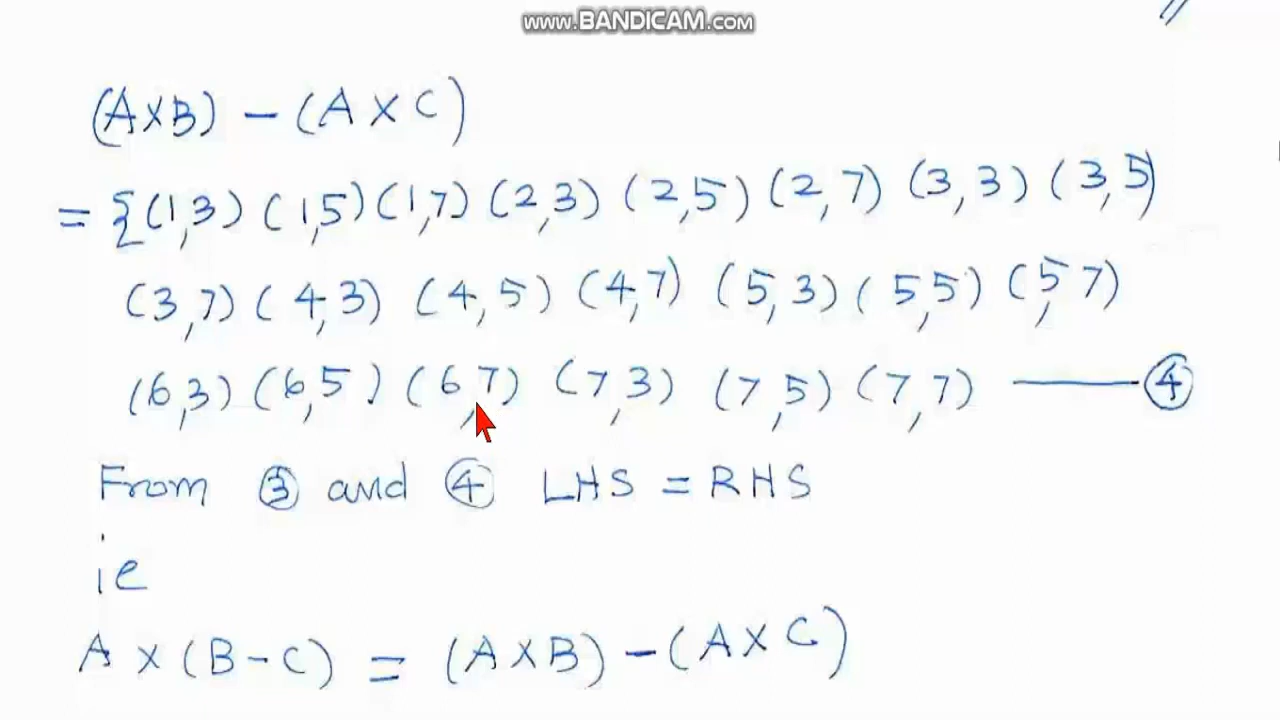 www.BANDICAM.com
(A×B) - (A × C)
= {(1,3) (1,5) (1,7) (2,3) (2,5) (2,7) (3,3) (3,5)
(3,7) (4,3) (4,5) (4,7) (5,3) (5,5) (5,7)
(6,3) (6,5) (6,7) (7,3) (7,5) (7,7) —— ④
From ③ and ④ LHS = RHS
ie
A × (B - C) = (A × B) - (A × C)